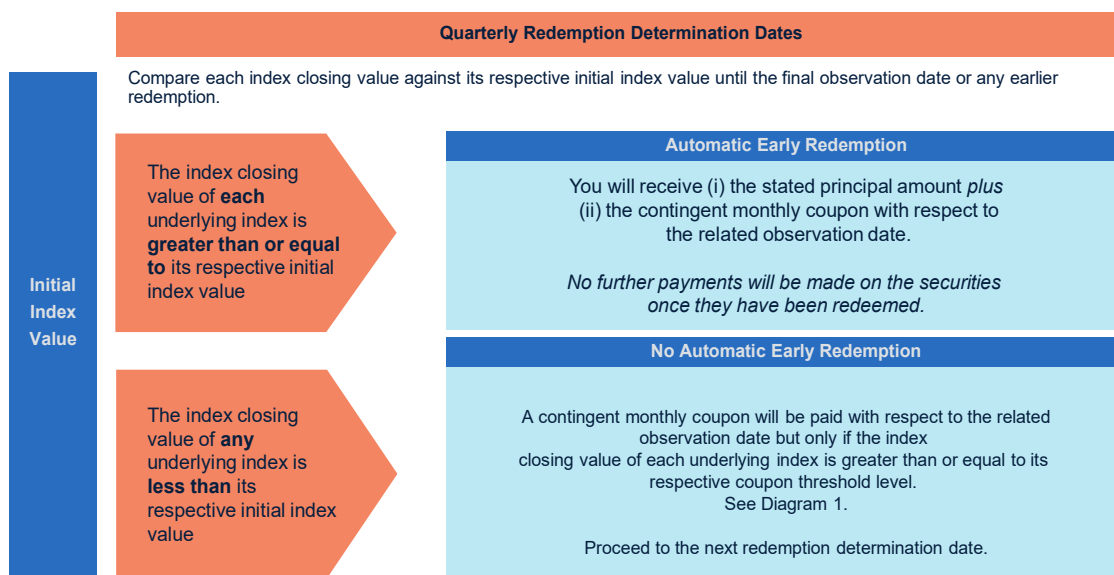 Quarterly Redemption Determination Dates
Compare each index closing value against its respective initial index value until the final observation date or any earlier
redemption.
Initial
Index
Value
The index closing
value of each
underlying index is
greater than or equal
to its respective initial
index value
Automatic Early Redemption
You will receive (i) the stated principal amount plus
(ii) the contingent monthly coupon with respect to
the related observation date.
No further payments will be made on the securities
once they have been redeemed.
The index closing
value of any
underlying index is
less than its
respective initial index
value
No Automatic Early Redemption
A contingent monthly coupon will be paid with respect to the related
observation date but only if the index
closing value of each underlying index is greater than or equal to its
respective coupon threshold level.
See Diagram 1.
Proceed to the next redemption determination date.